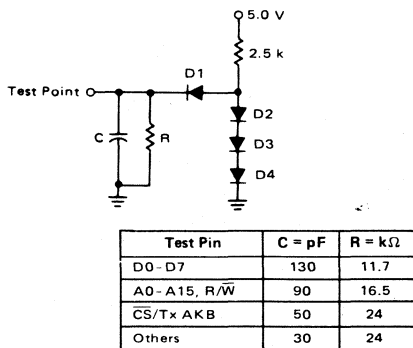 5.0 V
2.5 k
D1
Test Point
D2
C
R
D3
D4
Test Pin C = pF R = kΩ
D0-D7 130 11.7
A0-A15, R/W̅ 90 16.5
C̅S̅/Tx AKB 50 24
Others 30 24